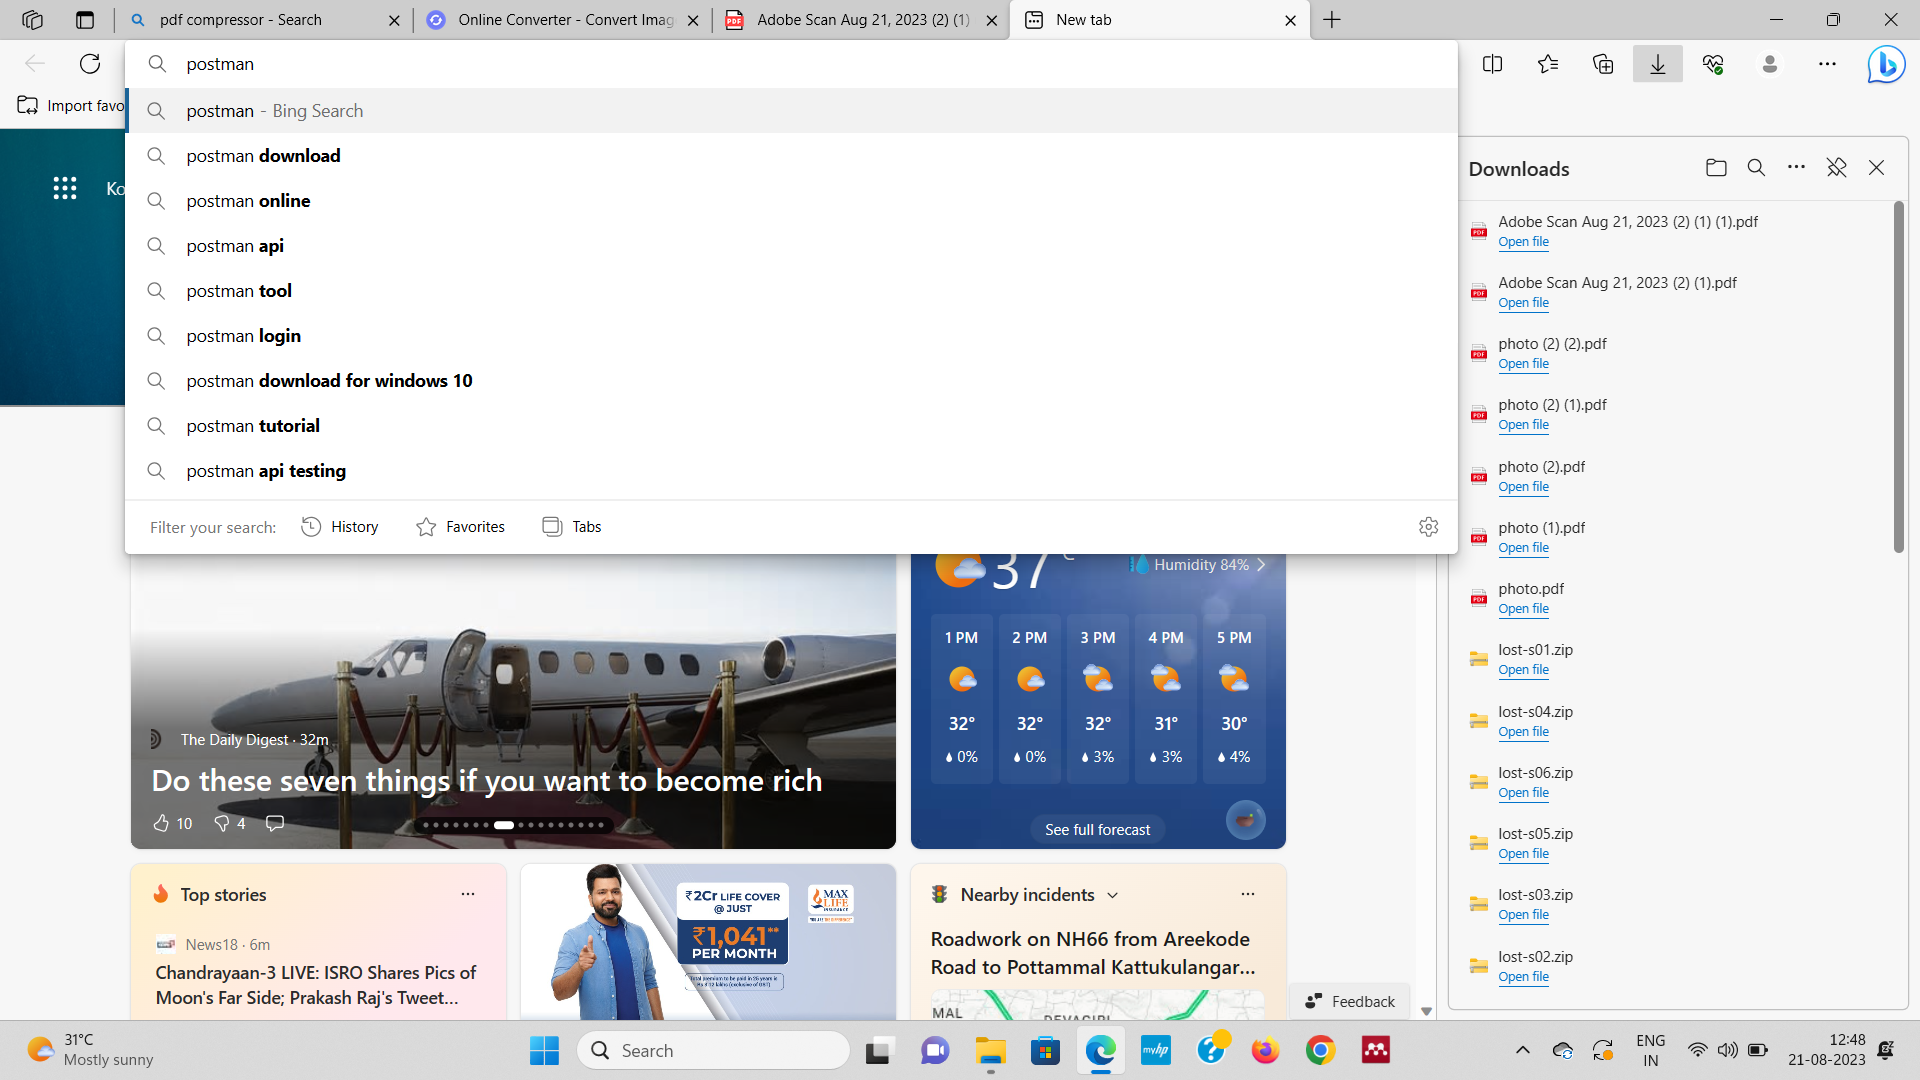 pdf compressor - Search
Online Converter - Convert Imag
Adobe Scan Aug 21, 2023 (2) (1)
New tab
postman
Import favo
postman - Bing Search
postman download
postman online
postman api
postman tool
postman login
postman download for windows 10
postman tutorial
postman api testing
Filter your search:
History
Favorites
Tabs
Ko
Downloads
Adobe Scan Aug 21, 2023 (2) (1) (1).pdf
Open file
Adobe Scan Aug 21, 2023 (2) (1).pdf
Open file
photo (2) (2).pdf
Open file
photo (2) (1).pdf
Open file
photo (2).pdf
Open file
photo (1).pdf
Open file
photo.pdf
Open file
lost-s01.zip
Open file
lost-s04.zip
Open file
lost-s06.zip
Open file
lost-s05.zip
Open file
lost-s03.zip
Open file
lost-s02.zip
Open file
The Daily Digest · 32m
Do these seven things if you want to become rich
10
4
37
Humidity 84%
1 PM 2 PM 3 PM 4 PM 5 PM
32° 32° 32° 31° 30°
0% 0% 3% 3% 4%
See full forecast
Top stories
News18 · 6m
Chandrayaan-3 LIVE: ISRO Shares Pics of
Moon's Far Side; Prakash Raj's Tweet...
₹2Cr LIFE COVER
@ JUST
₹1,041**
PER MONTH
MAX
LIFE
INSURANCE
Nearby incidents
Roadwork on NH66 from Areekode
Road to Pottammal Kattukulangar...
MAL
DEVAGIRI
Feedback
31°C
Mostly sunny
Search
myhp
ENG
IN
12:48
21-08-2023